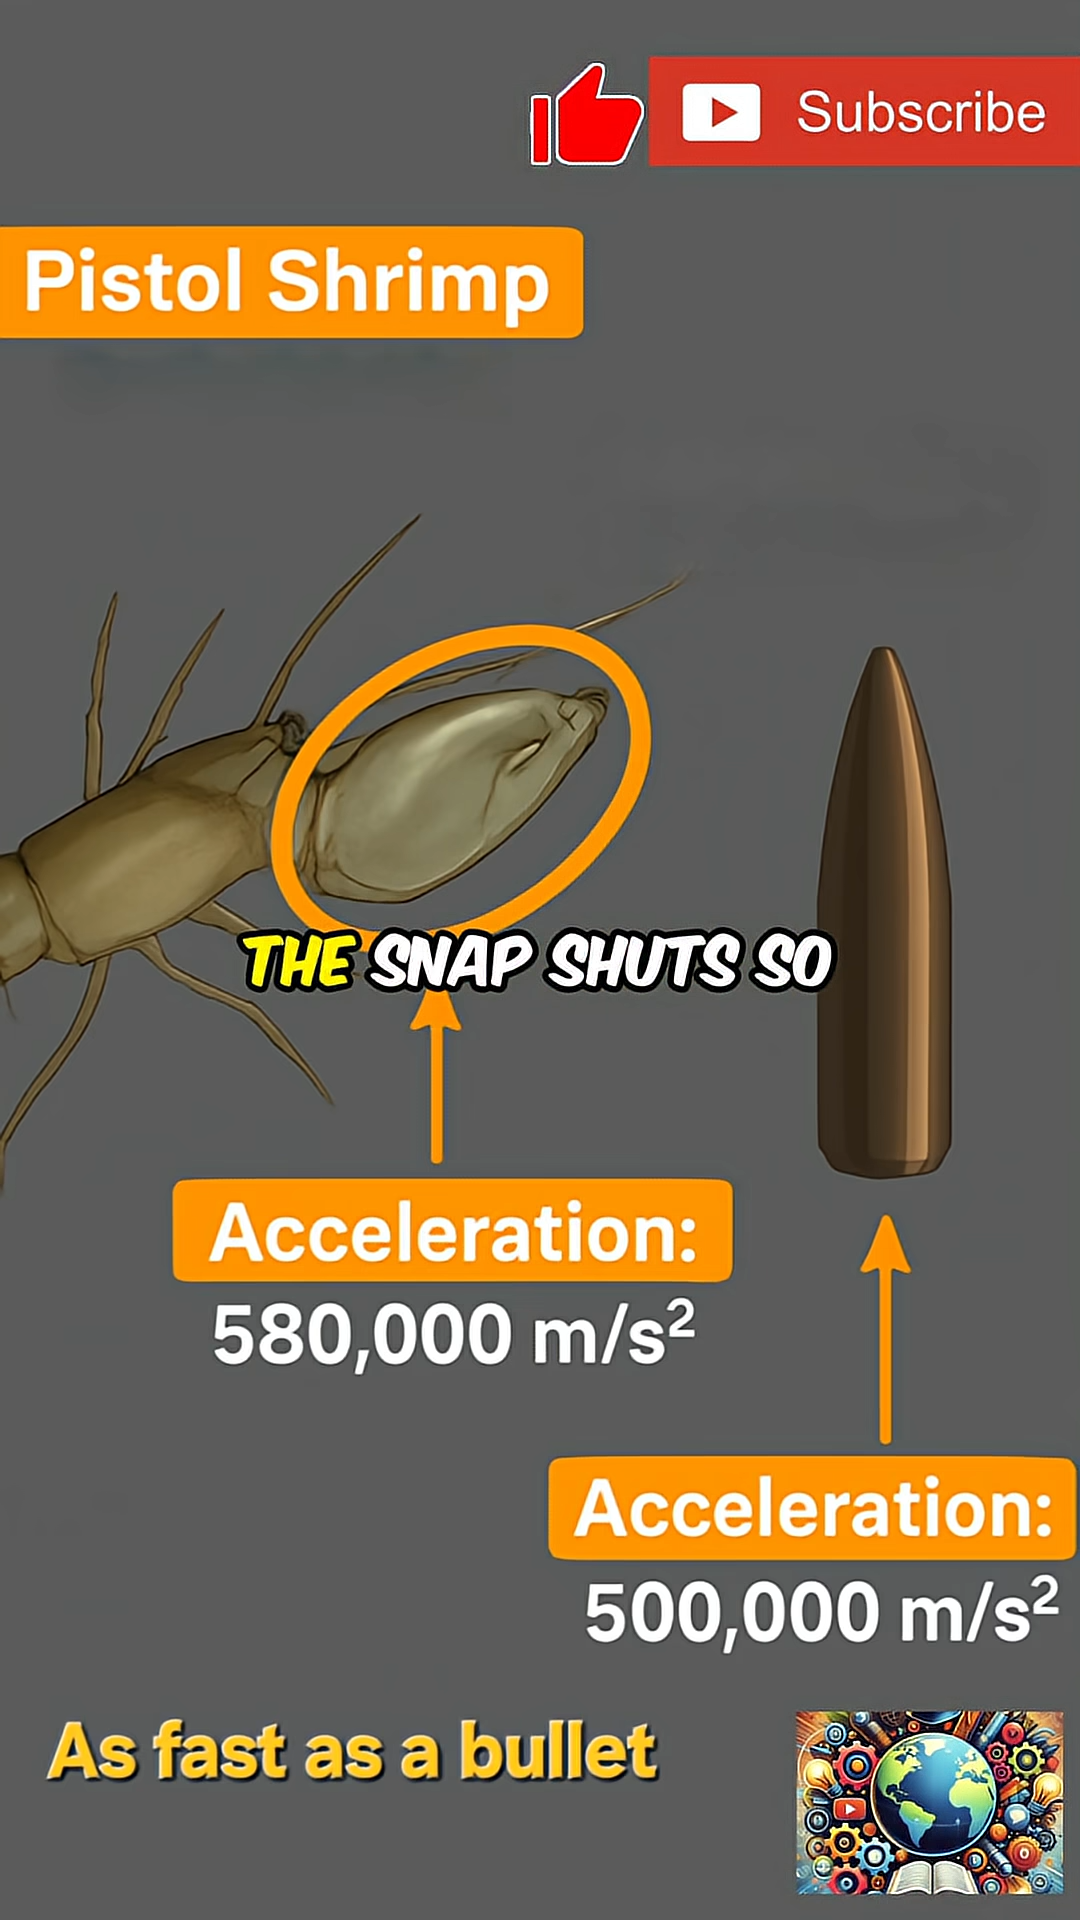 Subscribe
Pistol Shrimp
THE SNAP SHUTS SO
Acceleration:
580,000 m/s²
Acceleration:
500,000 m/s²
As fast as a bullet